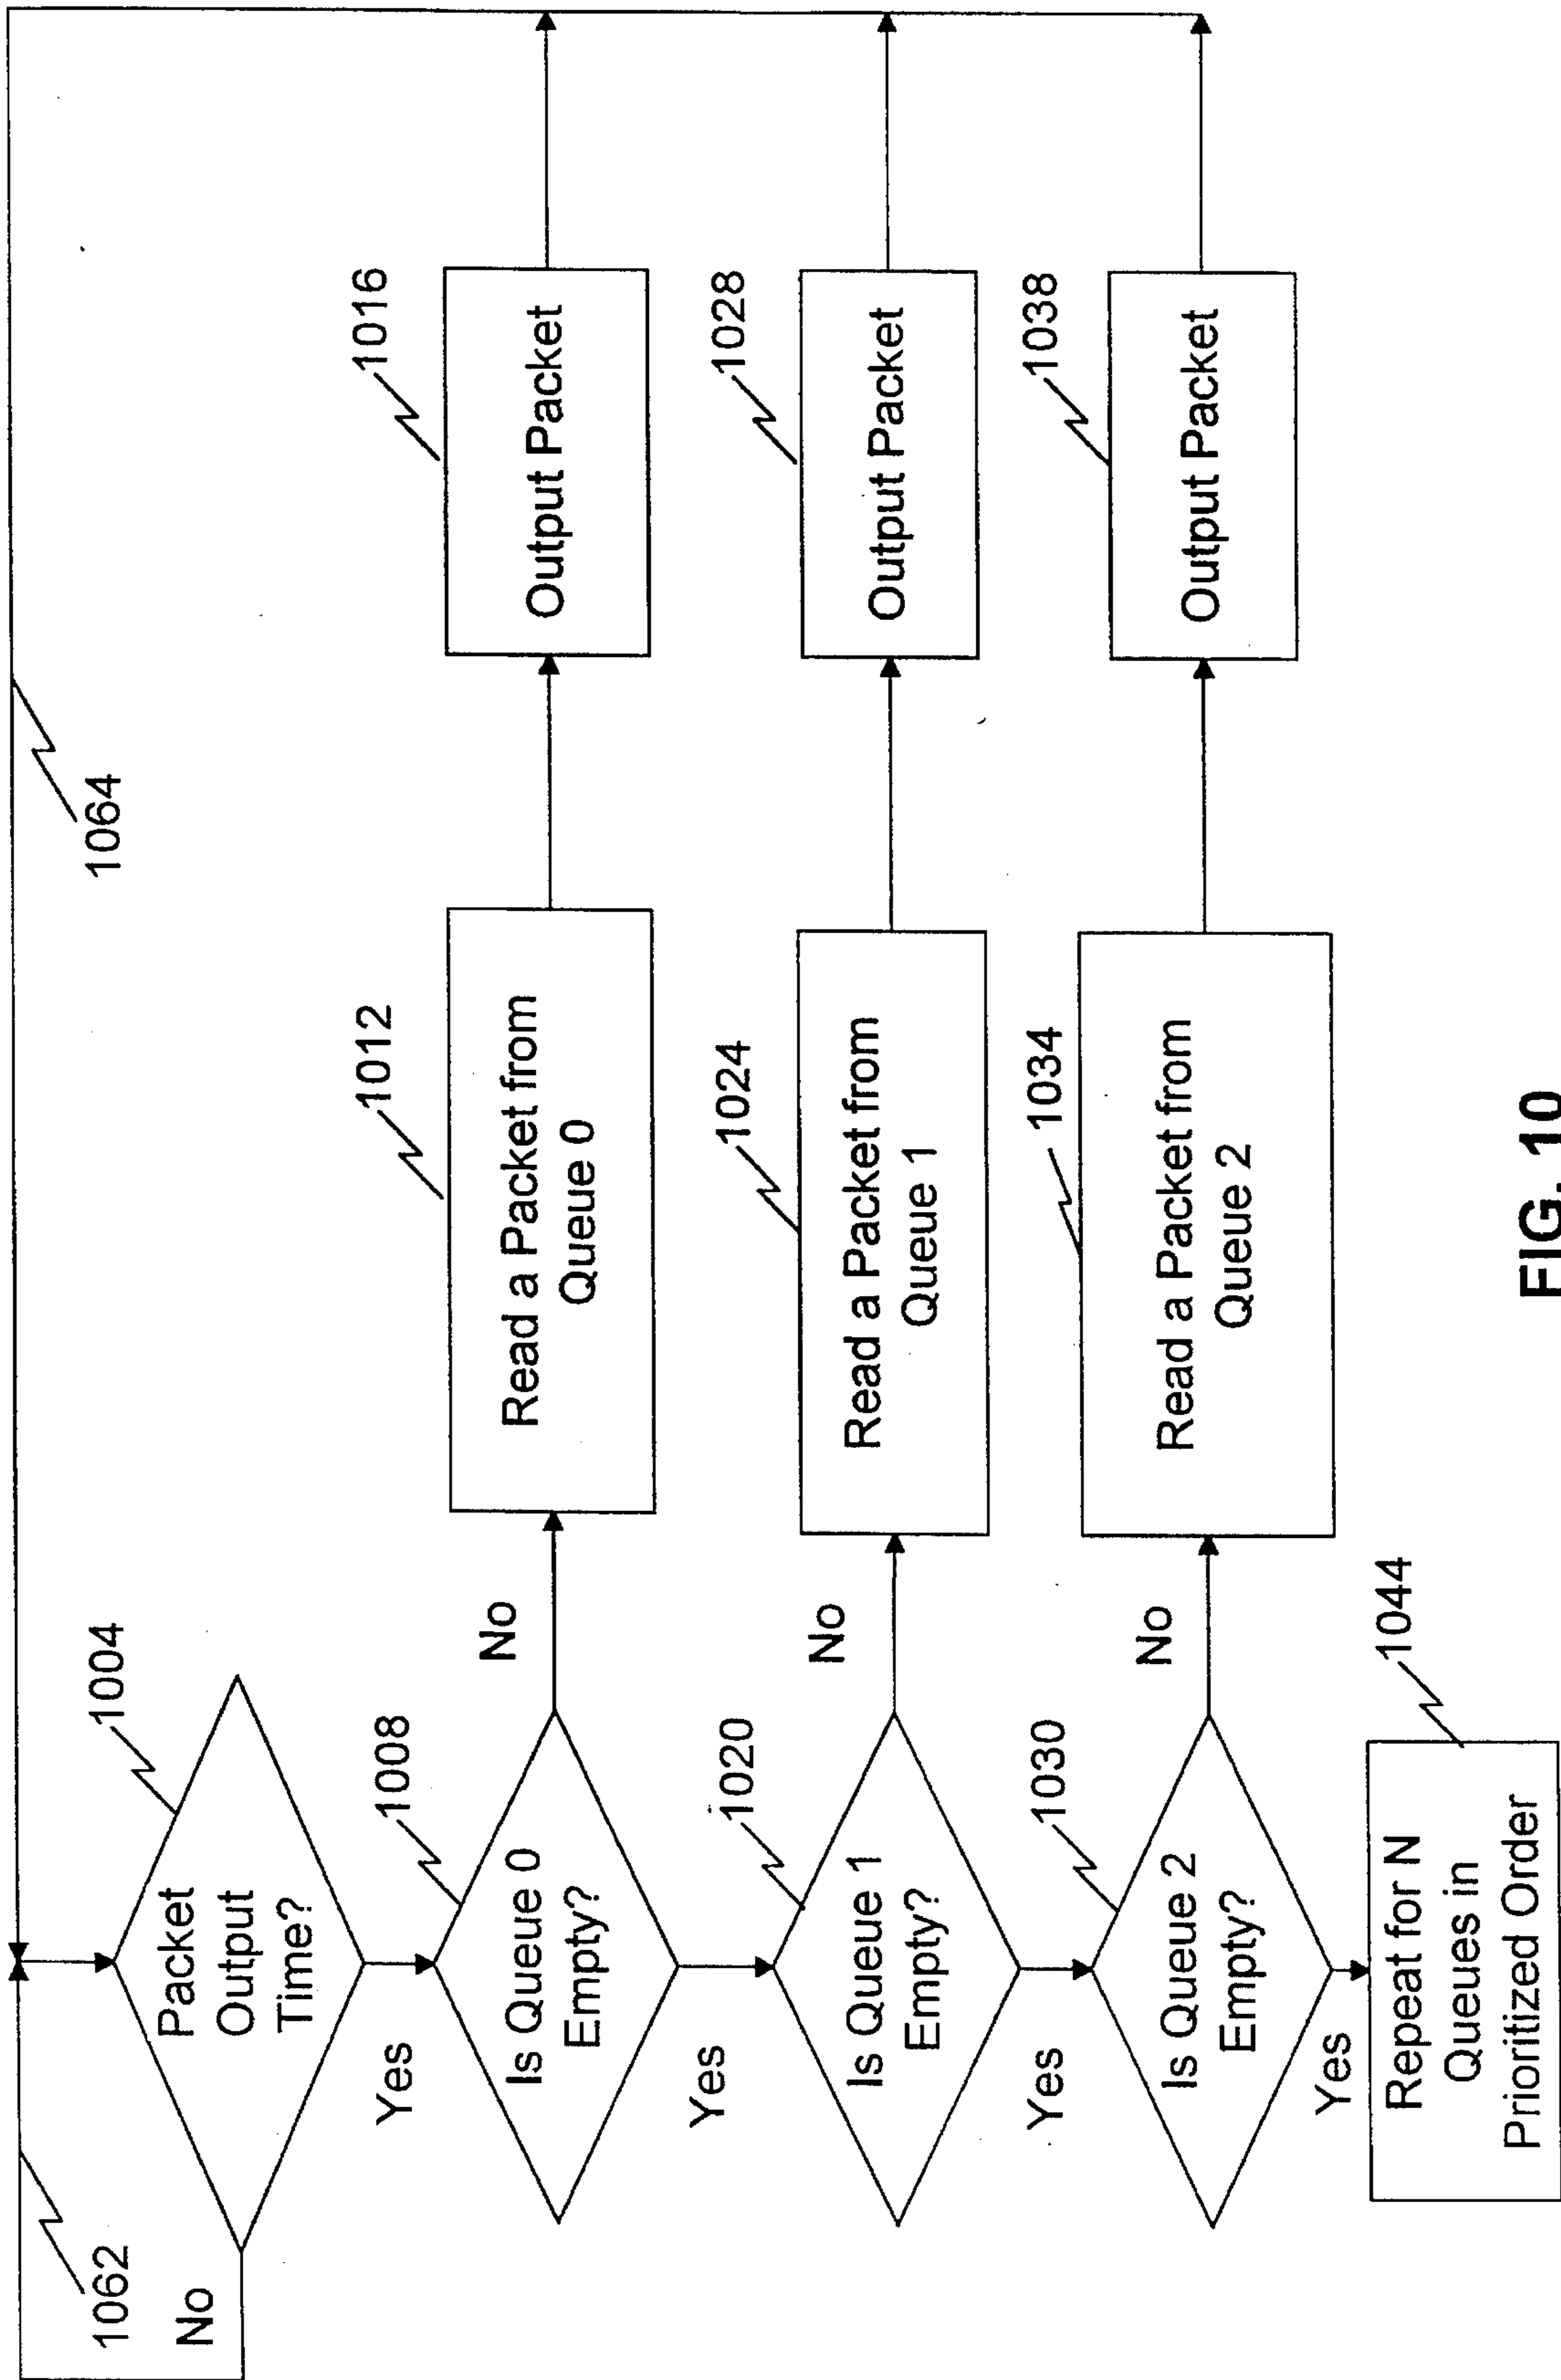 1064
1062
No
1004
Packet
Output
Time?
Yes
1008
Is Queue 0
Empty?
No
1012
Read a Packet from
Queue 0
1016
Output Packet
Yes
1020
Is Queue 1
Empty?
No
1024
Read a Packet from
Queue 1
1028
Output Packet
Yes
1030
Is Queue 2
Empty?
No
1034
Read a Packet from
Queue 2
1038
Output Packet
Yes
1044
Repeat for N
Queues in
Prioritized Order
FIG. 10